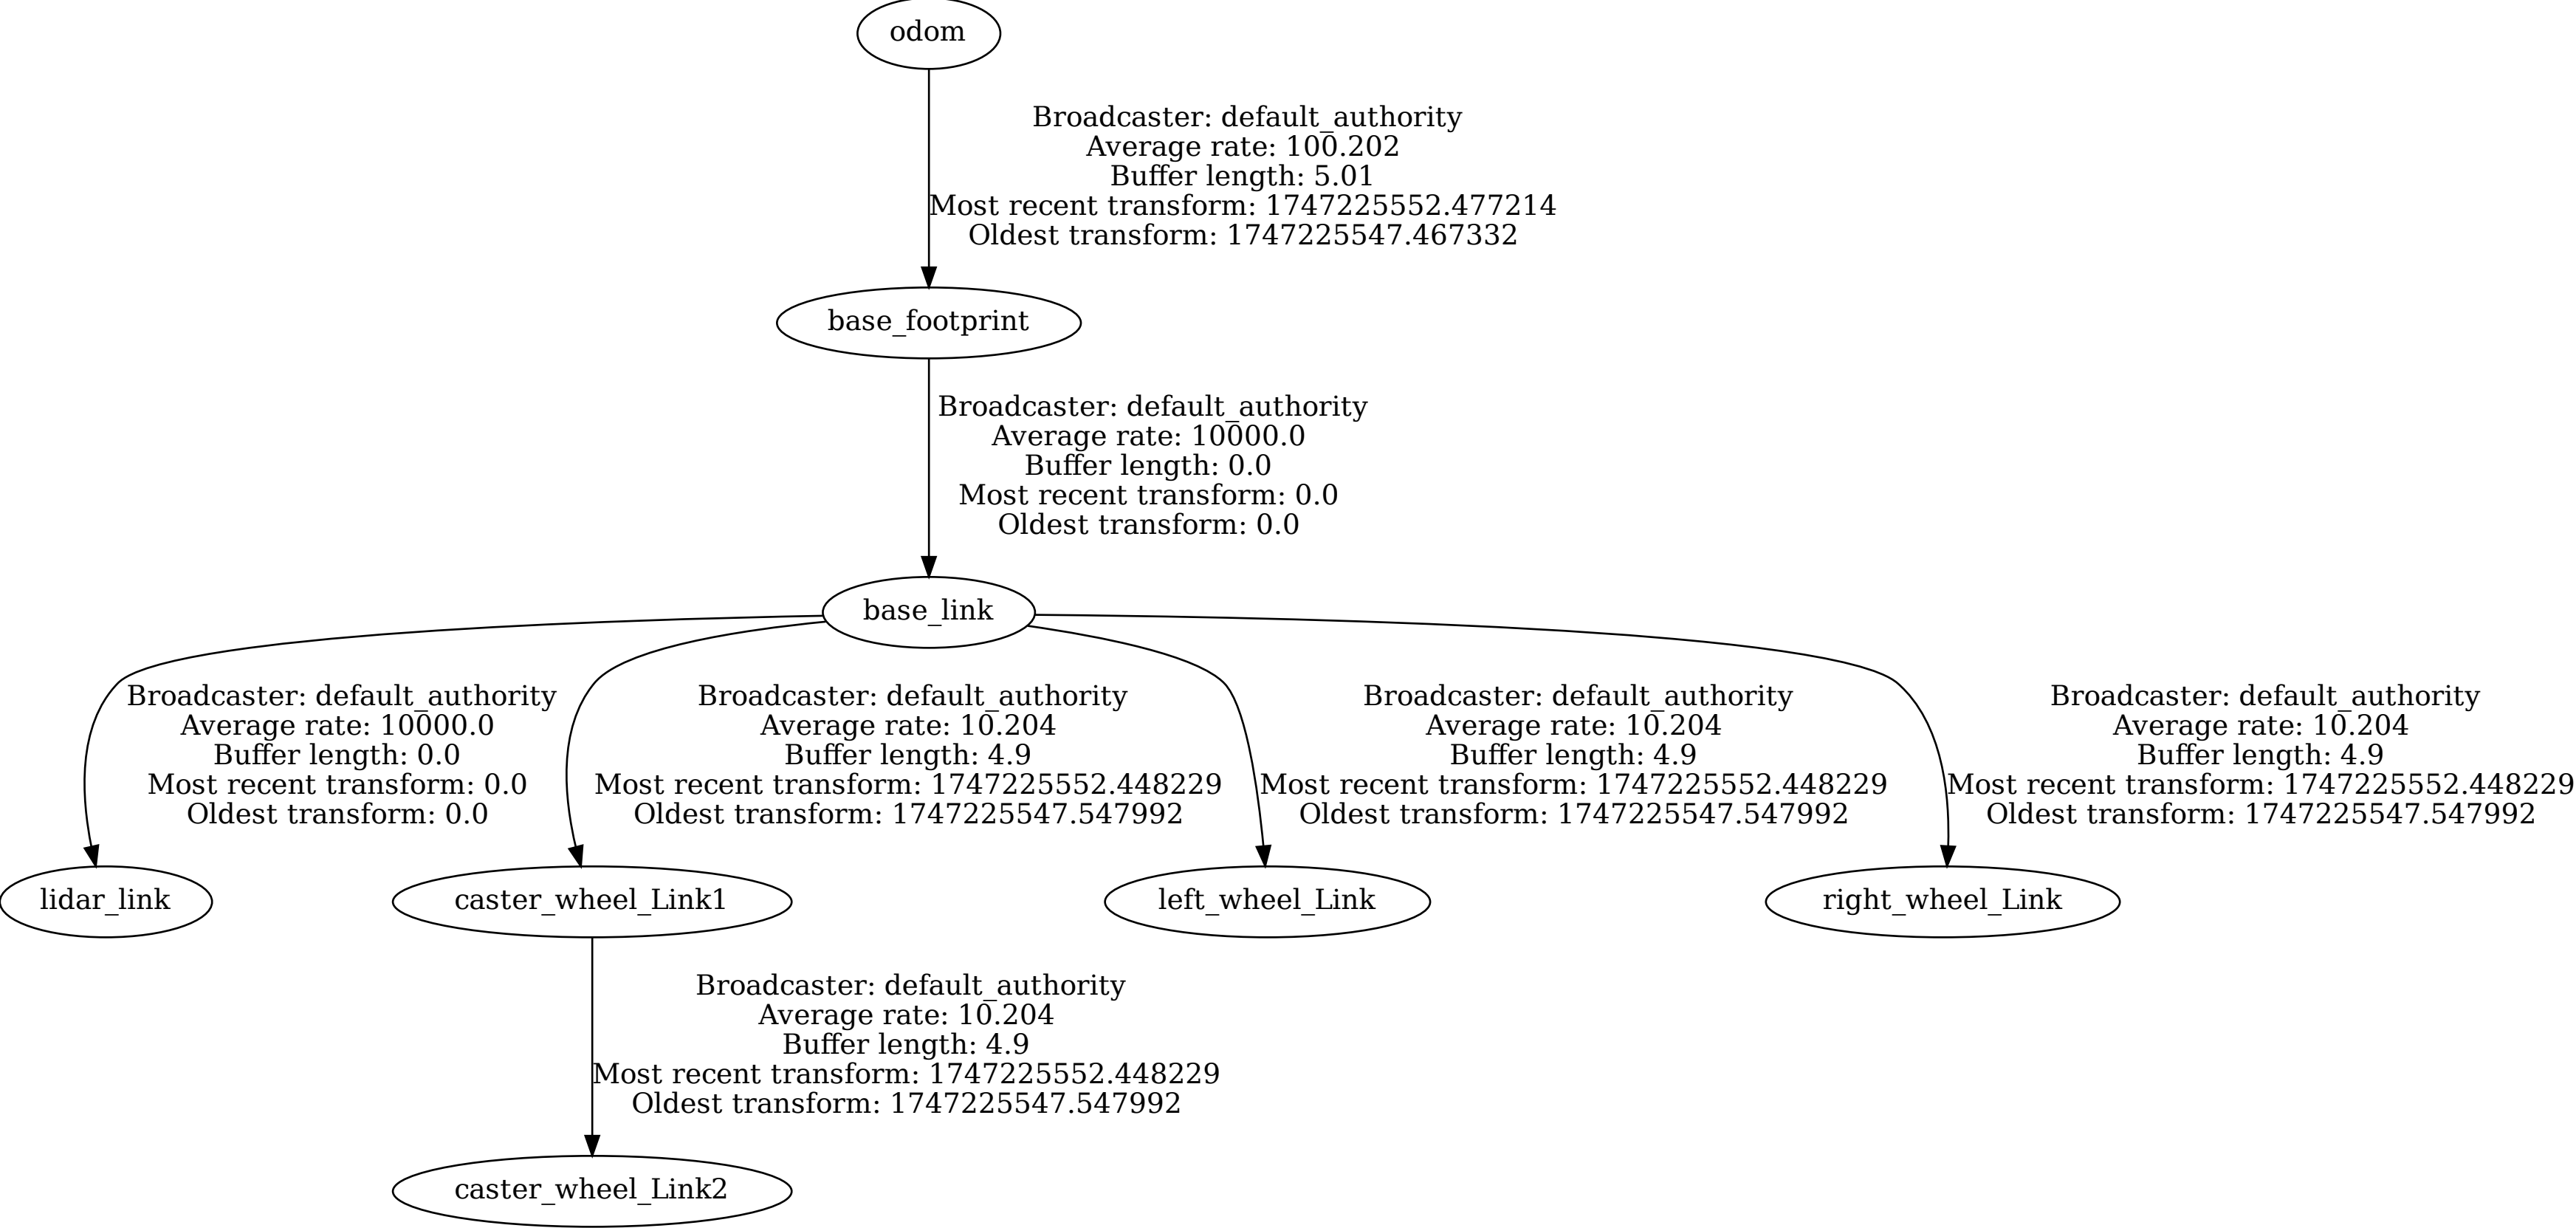 odom
Broadcaster: default_authority
Average rate: 100.202
Buffer length: 5.01
Most recent transform: 1747225552.477214
Oldest transform: 1747225547.467332
base_footprint
Broadcaster: default_authority
Average rate: 10000.0
Buffer length: 0.0
Most recent transform: 0.0
Oldest transform: 0.0
base_link
Broadcaster: default_authority
Average rate: 10000.0
Buffer length: 0.0
Most recent transform: 0.0
Oldest transform: 0.0
Broadcaster: default_authority
Average rate: 10.204
Buffer length: 4.9
Most recent transform: 1747225552.448229
Oldest transform: 1747225547.547992
Broadcaster: default_authority
Average rate: 10.204
Buffer length: 4.9
Most recent transform: 1747225552.448229
Oldest transform: 1747225547.547992
Broadcaster: default_authority
Average rate: 10.204
Buffer length: 4.9
Most recent transform: 1747225552.448229
Oldest transform: 1747225547.547992
lidar_link
caster_wheel_Link1
left_wheel_Link
right_wheel_Link
Broadcaster: default_authority
Average rate: 10.204
Buffer length: 4.9
Most recent transform: 1747225552.448229
Oldest transform: 1747225547.547992
caster_wheel_Link2